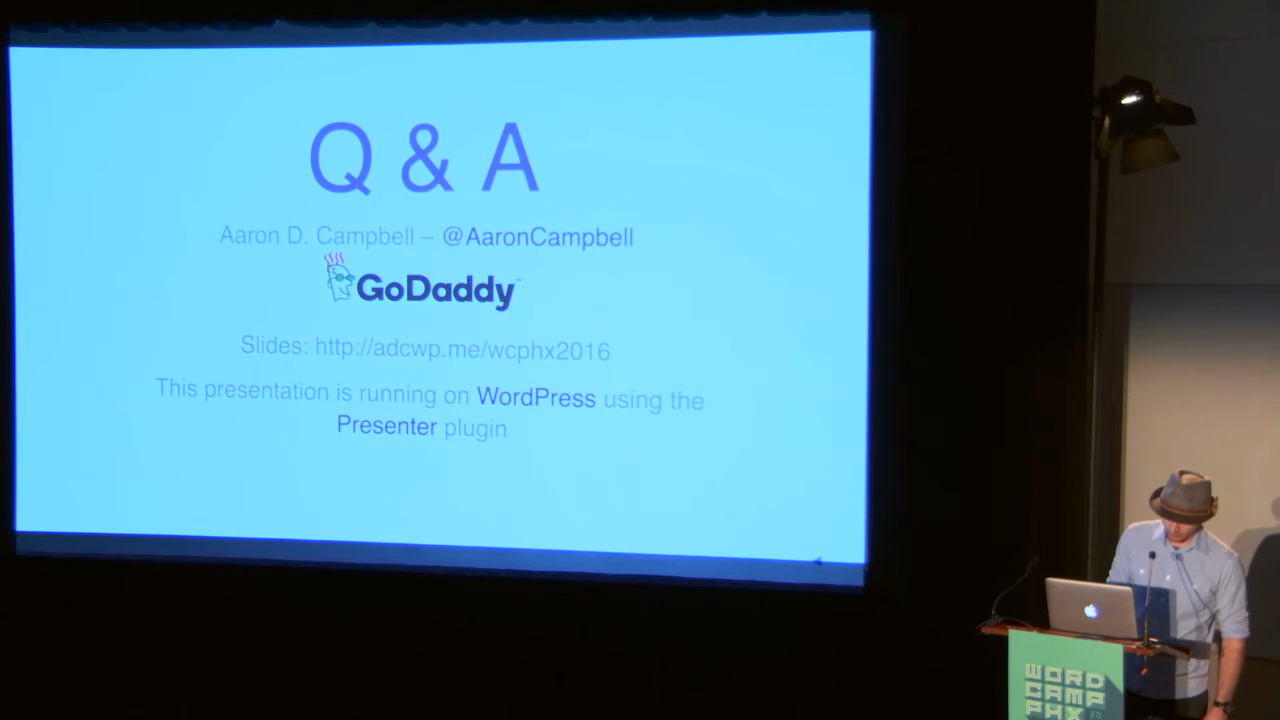 Q & A
Aaron D. Campbell – @AaronCampbell
GoDaddy
Slides: http://adcwp.me/wcphx2016
This presentation is running on WordPress using the
Presenter plugin
WORD
CAMP
PHX